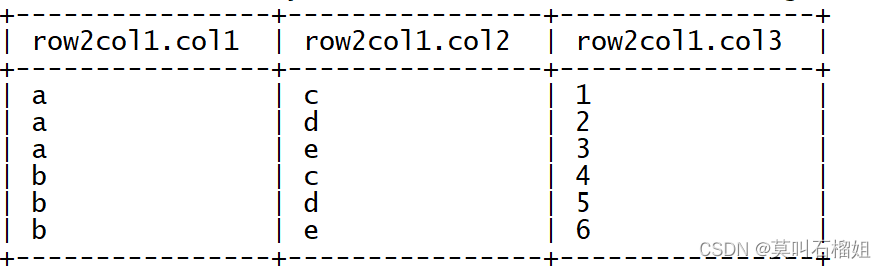 +----------------+----------------+----------------+
| row2col1.col1 | row2col1.col2 | row2col1.col3 |
+----------------+----------------+----------------+
| a | c | 1 |
| a | d | 2 |
| a | e | 3 |
| b | c | 4 |
| b | d | 5 |
| b | e | 6 |
+----------------+----------------+----------------+
CSDN @莫叫石榴姐